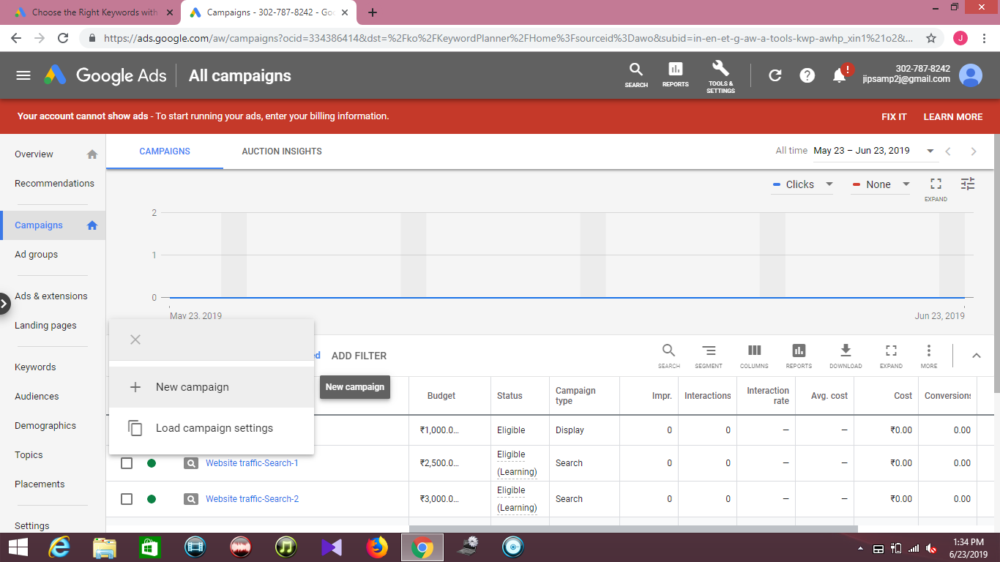 Choose the Right Keywords with
Campaigns - 302-787-8242 - Goo
https://ads.google.com/aw/campaigns?ocid=334386414&dst=%2Fko%2FKeywordPlanner%2FHome%3Fsourceid%3Dawo&subid=in-en-et-g-aw-a-tools-kwp-awhp_xin1%21o2&...
J
Google Ads
All campaigns
SEARCH
REPORTS
TOOLS &
SETTINGS
302-787-8242
jipsamp2j@gmail.com
Your account cannot show ads - To start running your ads, enter your billing information.
FIX IT
LEARN MORE
Overview
Recommendations
Campaigns
Ad groups
Ads & extensions
Landing pages
Keywords
Audiences
Demographics
Topics
Placements
Settings
CAMPAIGNS
AUCTION INSIGHTS
All time
May 23 – Jun 23, 2019
Clicks
None
EXPAND
2
1
0
May 23, 2019
Jun 23, 2019
ed
ADD FILTER
SEARCH
SEGMENT
COLUMNS
REPORTS
DOWNLOAD
EXPAND
MORE
New campaign
Load campaign settings
New campaign
Budget
Status
Campaign type
Impr.
Interactions
Interaction rate
Avg. cost
Cost
Conversions
₹1,000.0... Eligible Display 0 0 – – ₹0.00 0.00
Website traffic-Search-1 ₹2,500.0... Eligible (Learning) Search 0 0 – – ₹0.00 0.00
Website traffic-Search-2 ₹3,000.0... Eligible (Learning) Search 0 0 – – ₹0.00 0.00
1:34 PM
6/23/2019